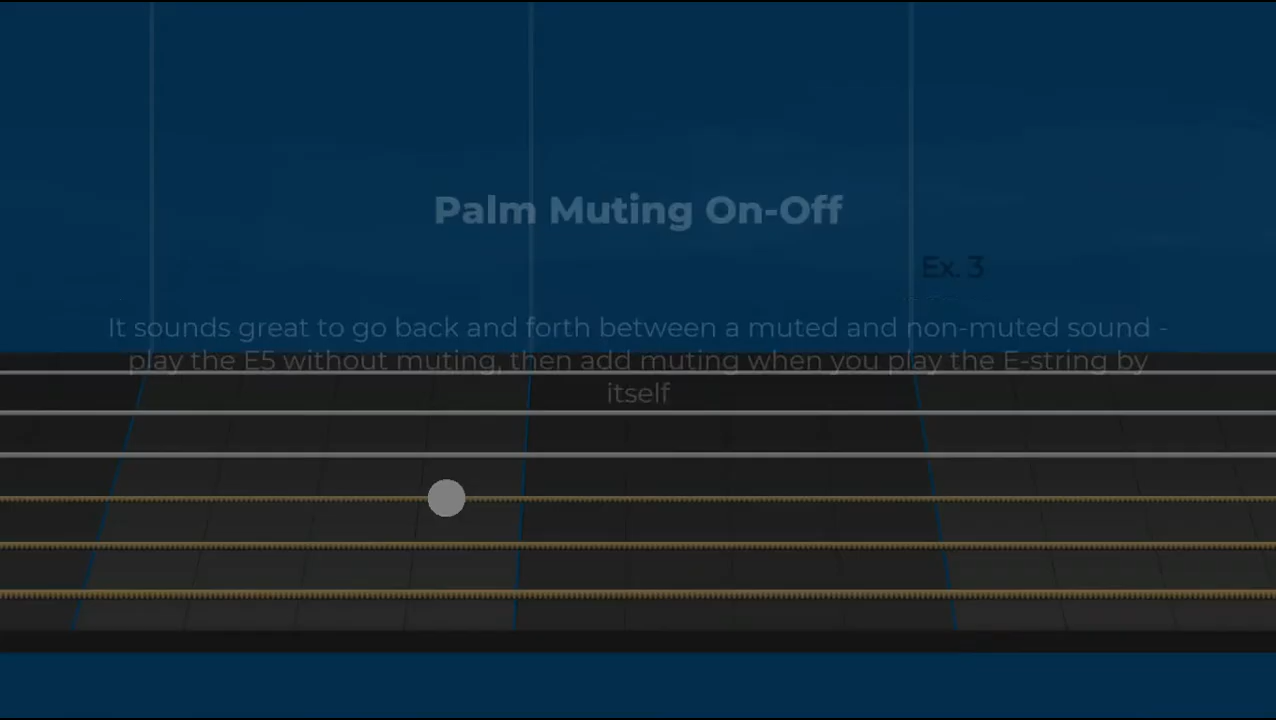 Palm Muting On-Off
Ex. 3
It sounds great to go back and forth between a muted and non-muted sound -
play the E5 without muting, then add muting when you play the E-string by
itself